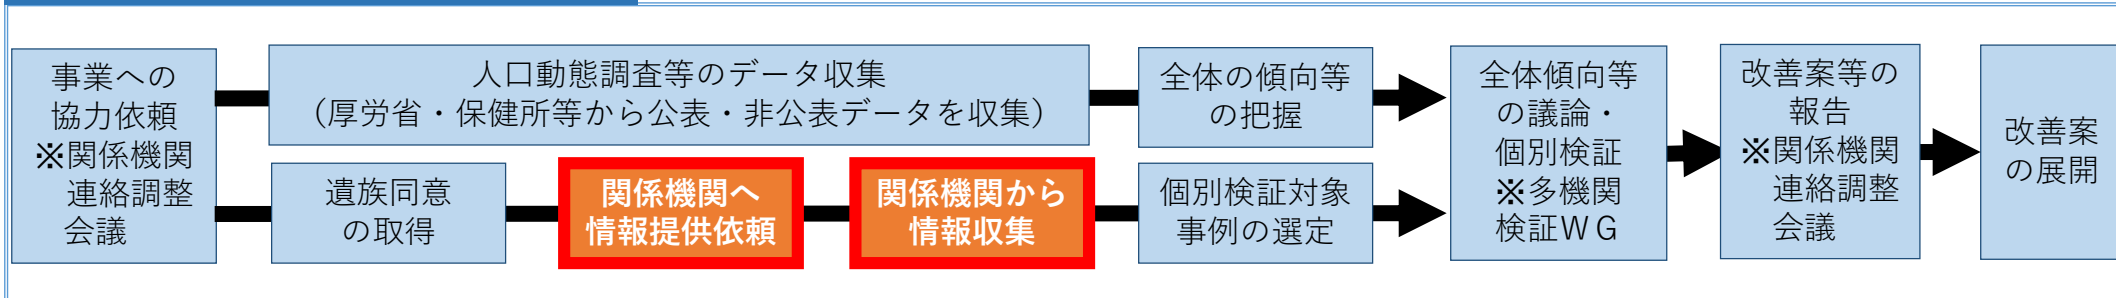 事業への
協力依頼
※関係機関
連絡調整
会議
人口動態調査等のデータ収集
（厚労省・保健所等から公表・非公表データを収集）
全体の傾向等
の把握
遺族同意
の取得
関係機関へ
情報提供依頼
関係機関から
情報収集
個別検証対象
事例の選定
全体傾向等
の議論・
個別検証
※多機関
検証ＷＧ
改善案等の
報告
※関係機関
連絡調整
会議
改善案
の展開